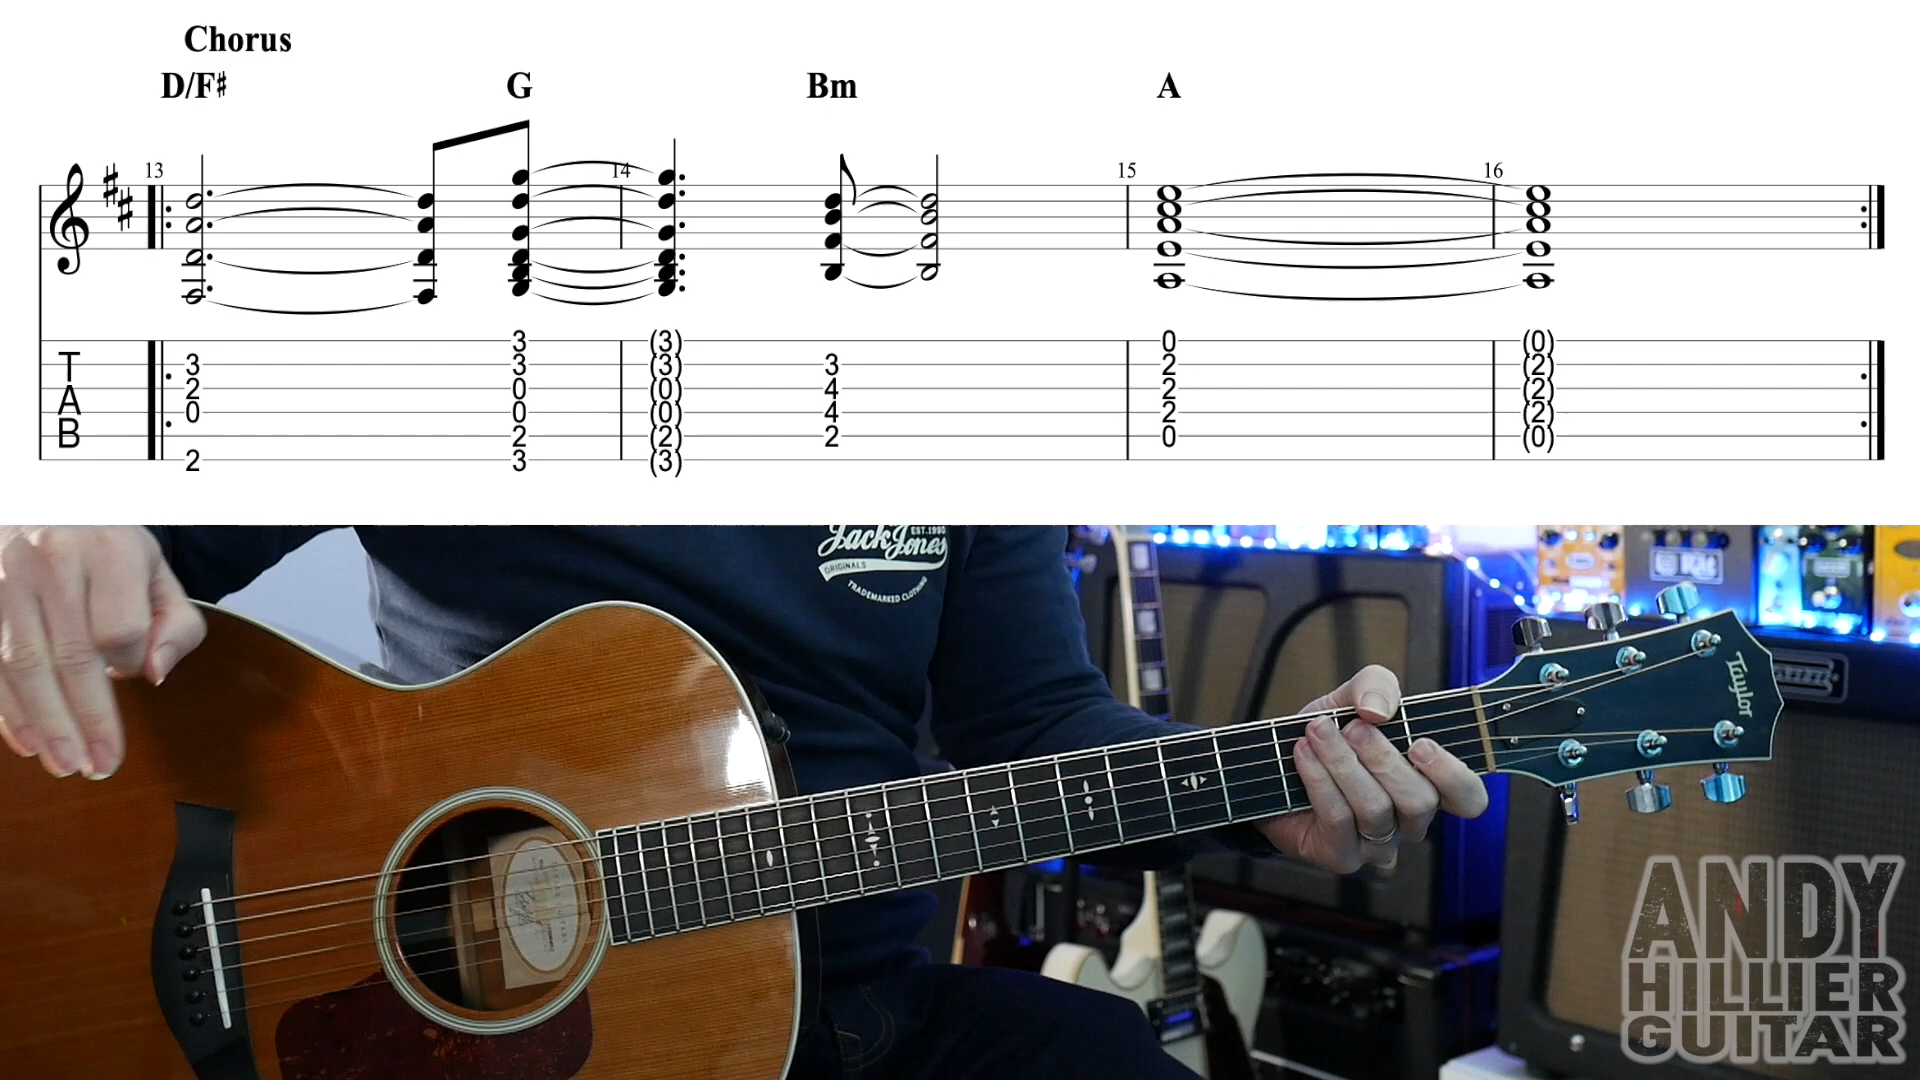 Chorus
D/F♯ G Bm A
13 14 15 16
T
A
B
3 (3) 0 (0)
3 3 (3) 3 2 (2)
2 0 (0) 4 2 (2)
0 0 (0) 4 2 (2)
2 (2) 2 0 (0)
2 3 (3)
EST.1990
Jack Jones
ORIGINALS
TRADEMARKED CLOTHING
Rat
Taylor
ANDY
HILLIER
GUITAR